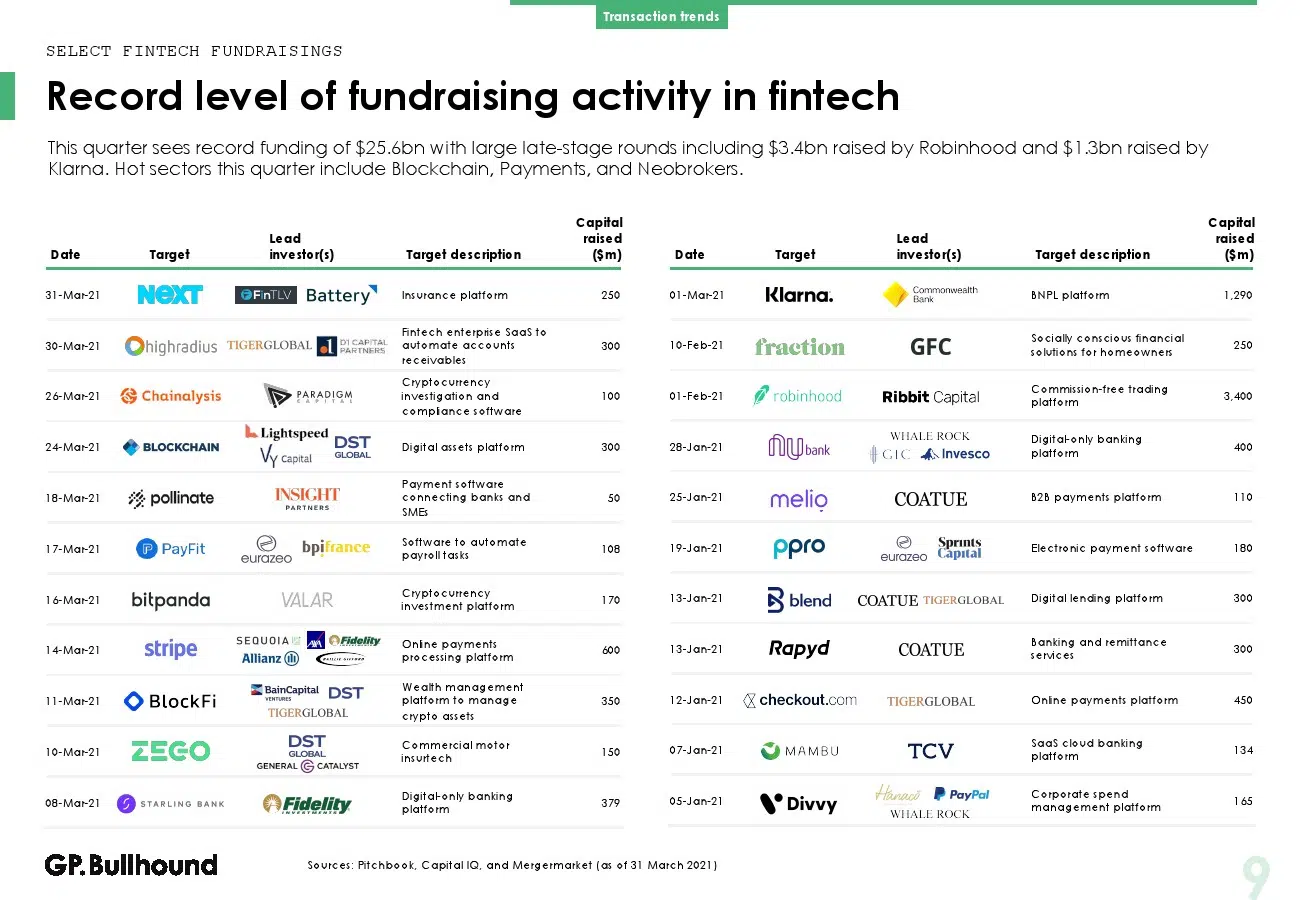 Transaction trends
SELECT FINTECH FUNDRAISINGS
Record level of fundraising activity in fintech
This quarter sees record funding of $25.6bn with large late-stage rounds including $3.4bn raised by Robinhood and $1.3bn raised by
Klarna. Hot sectors this quarter include Blockchain, Payments, and Neobrokers.
Date
Target
Lead
investor(s)
Target description
Capital
raised
($m)
31-Mar-21
NEXT
FinTLV
Battery
Insurance platform
250
30-Mar-21
highradius
TIGERGLOBAL
D1 CAPITAL
PARTNERS
Fintech enterprise SaaS to
automate accounts
receivables
300
26-Mar-21
Chainalysis
PARADIGM
CAPITAL
Cryptocurrency
investigation and
compliance software
100
24-Mar-21
BLOCKCHAIN
Lightspeed
Vy Capital
DST
GLOBAL
Digital assets platform
300
18-Mar-21
pollinate
INSIGHT
PARTNERS
Payment software
connecting banks and
SMEs
50
17-Mar-21
PayFit
eurazeo
bpifrance
Software to automate
payroll tasks
108
16-Mar-21
bitpanda
VALAR
Cryptocurrency
investment platform
170
14-Mar-21
stripe
SEQUOIA
AXA
Fidelity
Allianz
BAILLIE GIFFORD
Online payments
processing platform
600
11-Mar-21
BlockFi
BainCapital
VENTURES
DST
TIGERGLOBAL
Wealth management
platform to manage
crypto assets
350
10-Mar-21
ZEGO
DST
GLOBAL
GENERAL CATALYST
Commercial motor
insurtech
150
08-Mar-21
STARLING BANK
Fidelity
INVESTMENTS
Digital-only banking
platform
379
Date
Target
Lead
investor(s)
Target description
Capital
raised
($m)
01-Mar-21
Klarna.
Commonwealth
Bank
BNPL platform
1,290
10-Feb-21
fraction
GFC
Socially conscious financial
solutions for homeowners
250
01-Feb-21
robinhood
Ribbit Capital
Commission-free trading
platform
3,400
28-Jan-21
nu bank
WHALE ROCK
GIC
Invesco
Digital-only banking
platform
400
25-Jan-21
melio
COATUE
B2B payments platform
110
19-Jan-21
ppro
eurazeo
Sprints
Capital
Electronic payment software
180
13-Jan-21
blend
COATUE
TIGERGLOBAL
Digital lending platform
300
13-Jan-21
Rapyd
COATUE
Banking and remittance
services
300
12-Jan-21
checkout.com
TIGERGLOBAL
Online payments platform
450
07-Jan-21
MAMBU
TCV
SaaS cloud banking
platform
134
05-Jan-21
Divvy
Hanaco
PayPal
WHALE ROCK
Corporate spend
management platform
165
GP.Bullhound
Sources: Pitchbook, Capital IQ, and Mergermarket (as of 31 March 2021)
9